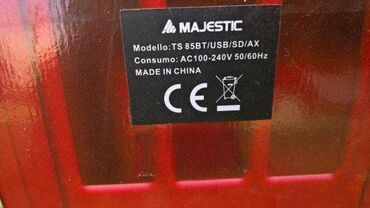 MAJESTIC
Modello: TS 85BT/USB/SD/AX
Consumo: AC100-240V 50/60Hz
MADE IN CHINA
CE